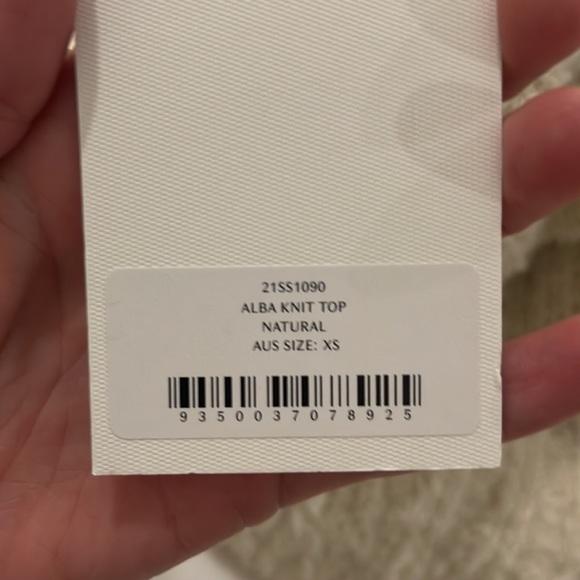 21SS1090
ALBA KNIT TOP
NATURAL
AUS SIZE: XS
9350037078925